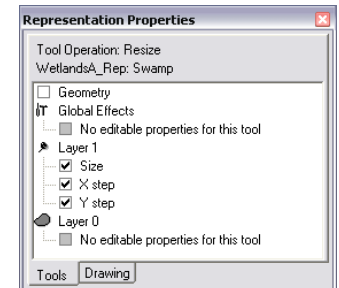 Representation Properties
Tool Operation: Resize
WetlandsA_Rep: Swamp
Geometry
Global Effects
No editable properties for this tool
Layer 1
Size
X step
Y step
Layer 0
No editable properties for this tool
Tools Drawing